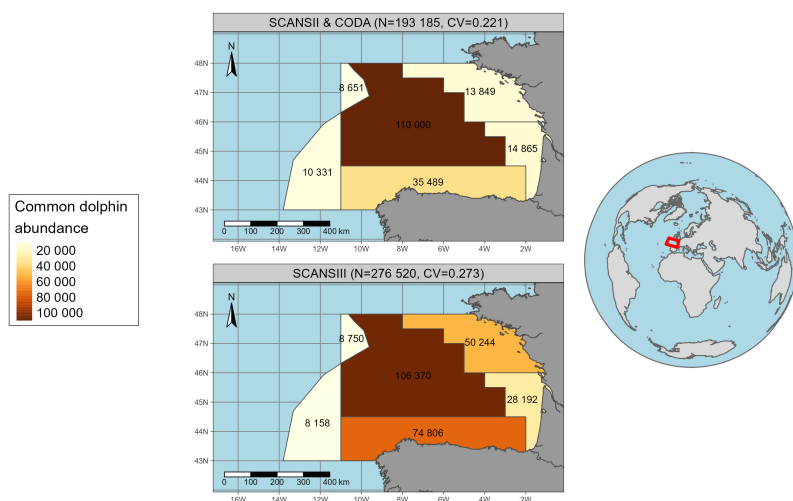 SCANSII & CODA (N=193 185, CV=0.221)
N
48N
47N
46N
45N
44N
43N
8 651
13 849
110 000
14 865
10 331
35 489
0 100 200 300 400 km
16W 14W 12W 10W 8W 6W 4W 2W
Common dolphin
abundance
20 000
40 000
60 000
80 000
100 000
SCANSIII (N=276 520, CV=0.273)
N
48N
47N
46N
45N
44N
43N
8 750
50 244
106 370
28 192
8 158
74 806
0 100 200 300 400 km
16W 14W 12W 10W 8W 6W 4W 2W